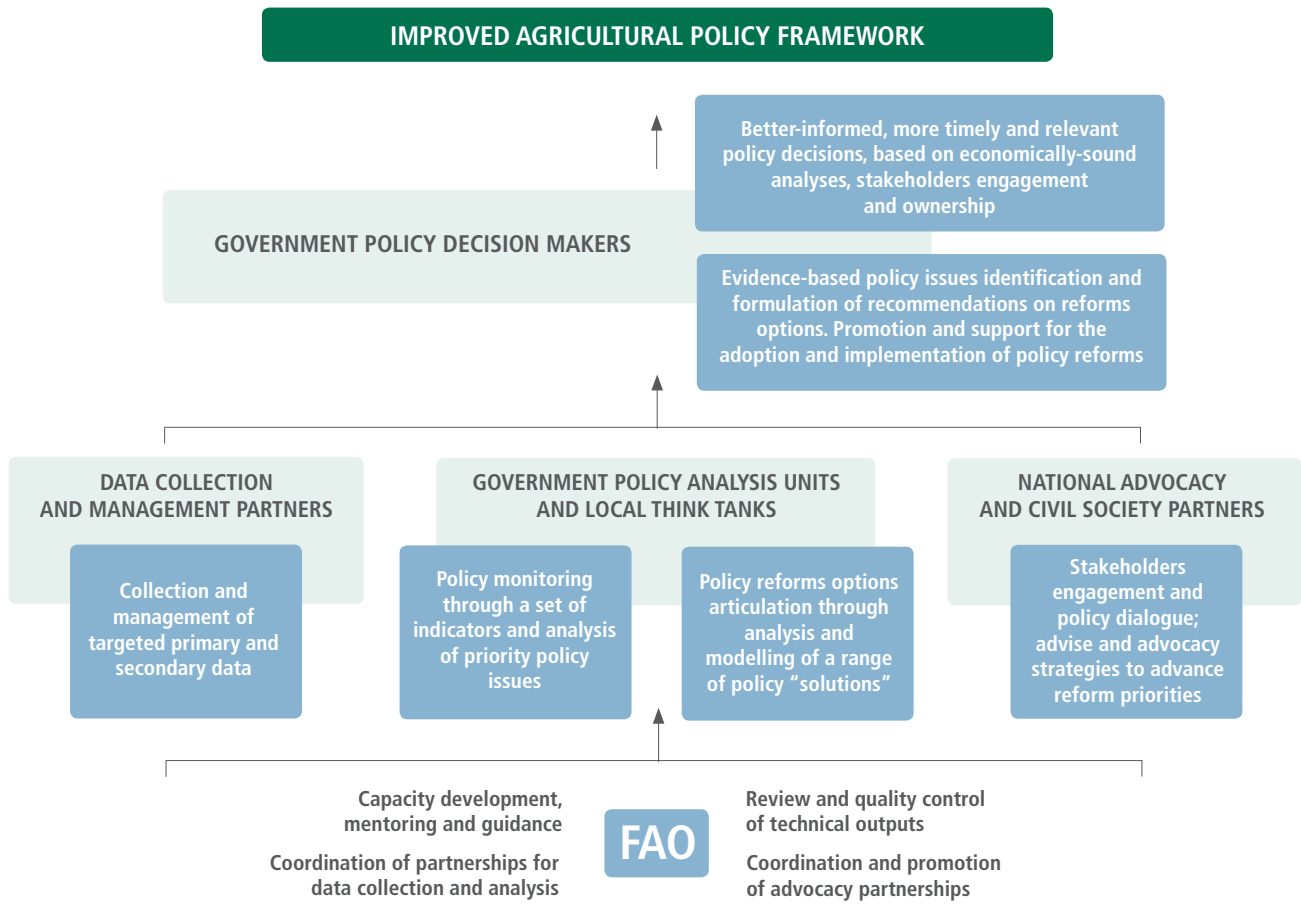 IMPROVED AGRICULTURAL POLICY FRAMEWORK
Better-informed, more timely and relevant
policy decisions, based on economically-sound
analyses, stakeholders engagement
and ownership
GOVERNMENT POLICY DECISION MAKERS
Evidence-based policy issues identification and
formulation of recommendations on reforms
options. Promotion and support for the
adoption and implementation of policy reforms
DATA COLLECTION
AND MANAGEMENT PARTNERS
Collection and
management of
targeted primary and
secondary data
GOVERNMENT POLICY ANALYSIS UNITS
AND LOCAL THINK TANKS
Policy monitoring
through a set of
indicators and analysis
of priority policy
issues
Policy reforms options
articulation through
analysis and
modelling of a range
of policy “solutions”
NATIONAL ADVOCACY
AND CIVIL SOCIETY PARTNERS
Stakeholders
engagement and
policy dialogue;
advise and advocacy
strategies to advance
reform priorities
Capacity development,
mentoring and guidance
Coordination of partnerships for
data collection and analysis
FAO
Review and quality control
of technical outputs
Coordination and promotion
of advocacy partnerships